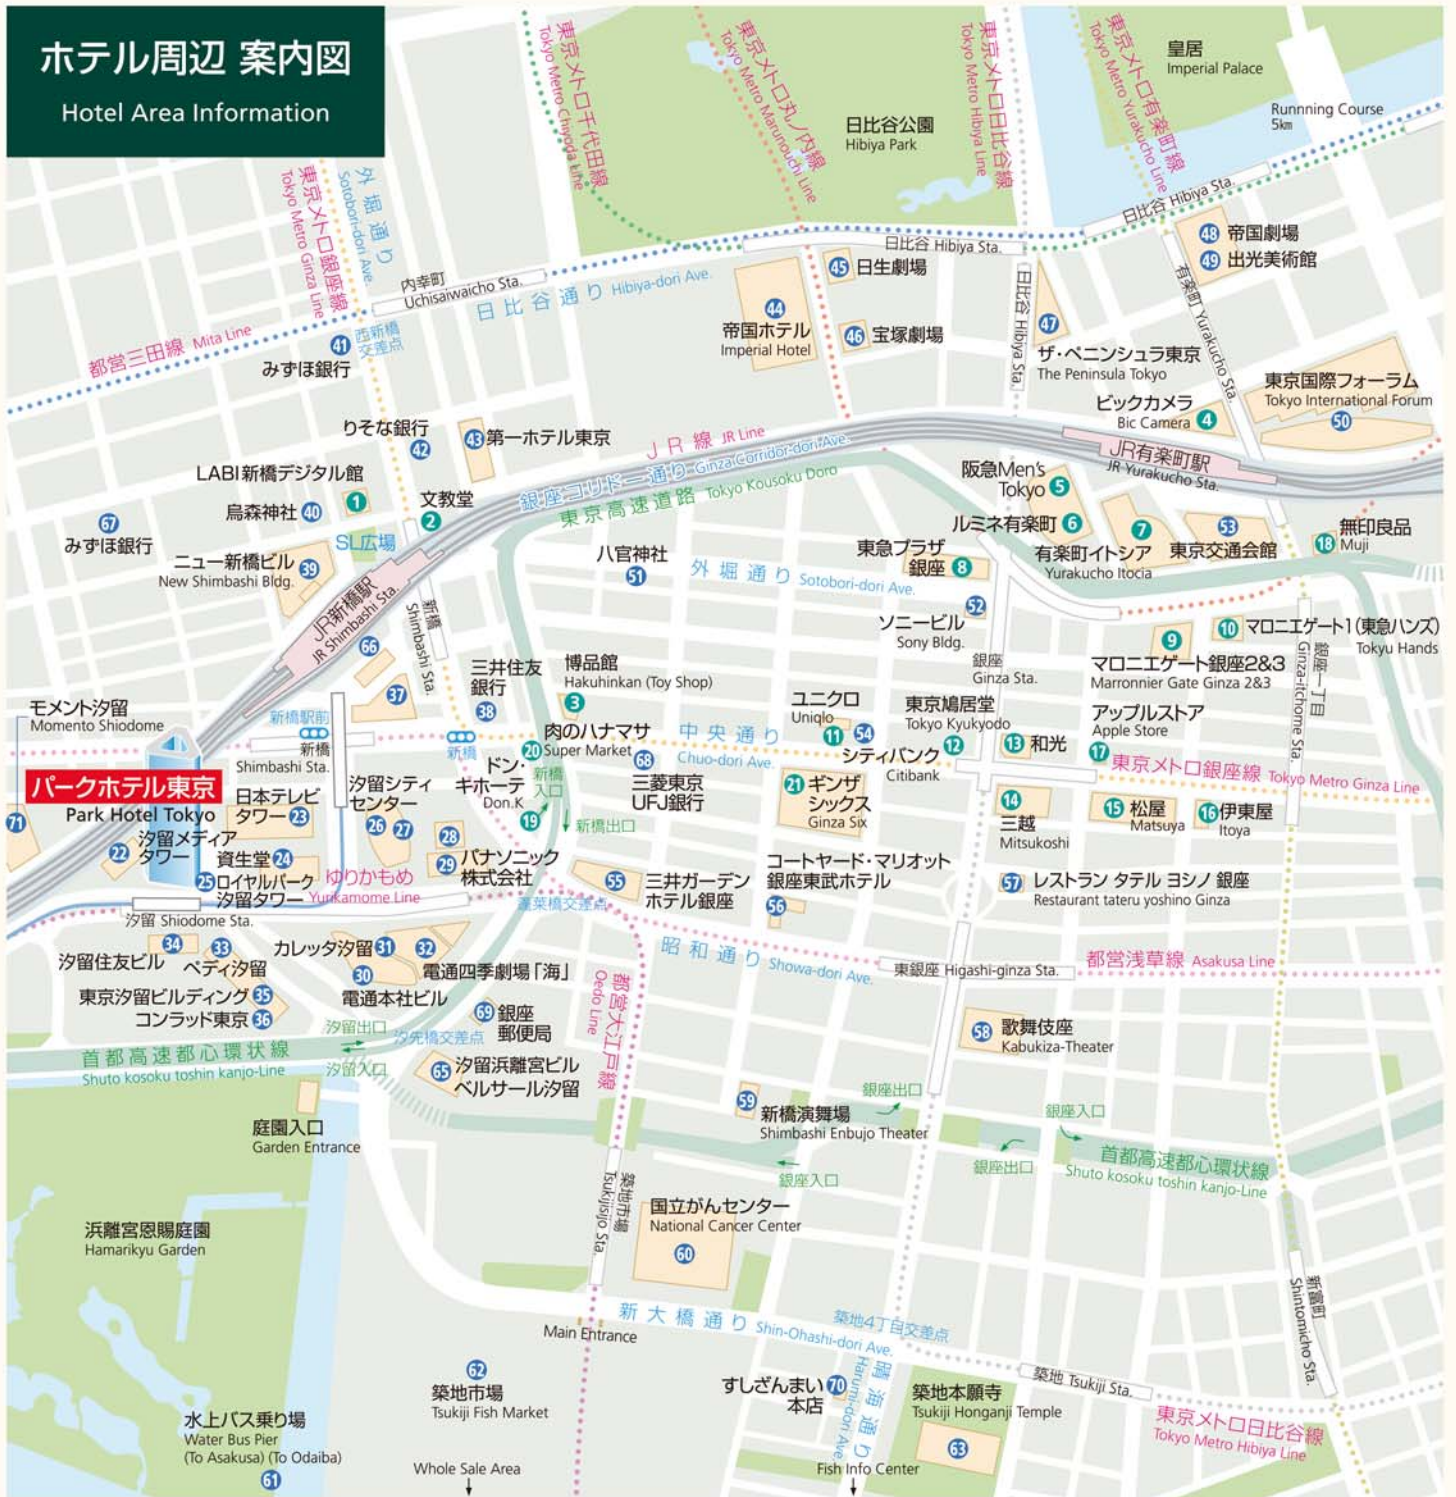 ホテル周辺 案内図
Hotel Area Information
東京メトロ千代田線
Tokyo Metro Chiyoda Line
東京メトロ丸ノ内線
Tokyo Metro Marunouchi Line
東京メトロ日比谷線
Tokyo Metro Hibiya Line
東京メトロ有楽町線
Tokyo Metro Yurakucho Line
皇居
Imperial Palace
Runnning Course
5km
日比谷公園
Hibiya Park
外堀通り
Sotobori-dori Ave.
東京メトロ銀座線
Tokyo Metro Ginza Line
日比谷 Hibiya Sta.
日比谷 Hibiya Sta.
日比谷 Hibiya Sta.
48 帝国劇場
49 出光美術館
45 日生劇場
内幸町
Uchisaiwaicho Sta.
日比谷通り Hibiya-dori Ave.
44
帝国ホテル
Imperial Hotel
46 宝塚劇場
47
ザ・ペニンシュラ東京
The Peninsula Tokyo
有楽町 Yurakucho Sta.
都営三田線 Mita Line
41
西新橋
交差点
みずほ銀行
東京国際フォーラム
Tokyo International Forum
50
ビックカメラ
Bic Camera 4
りそな銀行
42
43 第一ホテル東京
JR線 JR Line
銀座コリドー通り Ginza Corridor-dori Ave.
東京高速道路 Tokyo Kousoku Doro
JR有楽町駅
JR Yurakucho Sta.
LABI新橋デジタル館
1
烏森神社 40
文教堂
2
67
みずほ銀行
SL広場
ニュー新橋ビル
New Shimbashi Bldg. 39
阪急Men's
Tokyo 5
ルミネ有楽町 6
7
有楽町イトシア
Yurakucho Itocia
53
東京交通会館
18 無印良品
Muji
八官神社
51
外堀通り Sotobori-dori Ave.
東急プラザ
銀座 8
52
ソニービル
Sony Bldg.
JR新橋駅
JR Shimbashi Sta.
新橋
Shimbashi Sta.
66
37
銀座
Ginza Sta.
9
マロニエゲート銀座2&3
Marronnier Gate Ginza 2&3
10 マロニエゲート1(東急ハンズ)
Tokyu Hands
銀座一丁目
Ginza-itchome Sta.
三井住友
銀行
38
博品館
Hakuhinkan (Toy Shop)
3
モメント汐留
Momento Shiodome
新橋駅前
新橋
Shimbashi Sta.
新橋
20 肉のハナマサ
Super Market
中央通り
Chuo-dori Ave.
ユニクロ
Uniqlo
11
54
シティバンク
Citibank
東京鳩居堂
Tokyo Kyukyodo
12
13 和光
アップルストア
Apple Store
17
東京メトロ銀座線 Tokyo Metro Ginza Line
パークホテル東京
Park Hotel Tokyo
71
日本テレビ
タワー 23
汐留シティ
センター
26
27
ドン・
キホーテ
Don.K
19
新橋
入口
新橋出口
68
三菱東京
UFJ銀行
21 ギンザ
シックス
Ginza Six
14
三越
Mitsukoshi
15 松屋
Matsuya
16 伊東屋
Itoya
22
汐留メディア
タワー
資生堂 24
25 ロイヤルパーク
汐留タワー
28
29 パナソニック
株式会社
ゆりかもめ
Yurikamome Line
汐留 Shiodome Sta.
55 三井ガーデン
ホテル銀座
コートヤード・マリオット
銀座東武ホテル
56
57 レストラン タテル ヨシノ 銀座
Restaurant tateru yoshino Ginza
蓬莱橋交差点
昭和通り Showa-dori Ave.
東銀座 Higashi-ginza Sta.
都営浅草線 Asakusa Line
34
汐留住友ビル
33
ペディ汐留
カレッタ汐留 31
30
電通本社ビル
32
電通四季劇場「海」
東京汐留ビルディング 35
コンラッド東京 36
69 銀座
郵便局
都営大江戸線
Oedo Line
58 歌舞伎座
Kabukiza-Theater
首都高速都心環状線
Shuto kosoku toshin kanjo-Line
汐留出口
汐留入口
汐先橋交差点
65 汐留浜離宮ビル
ベルサール汐留
庭園入口
Garden Entrance
59
新橋演舞場
Shimbashi Enbujo Theater
銀座出口
銀座入口
銀座出口
銀座入口
首都高速都心環状線
Shuto kosoku toshin kanjo-Line
浜離宮恩賜庭園
Hamarikyu Garden
築地市場
Tsukijisijo Sta.
国立がんセンター
National Cancer Center
60
新大橋通り Shin-Ohashi-dori Ave.
築地4丁目交差点
新富町
Shintomicho Sta.
Main Entrance
62
築地市場
Tsukiji Fish Market
すしざんまい 70
本店
晴海通り
Harumi-dori Ave.
築地本願寺
Tsukiji Honganji Temple
63
築地 Tsukiji Sta.
東京メトロ日比谷線
Tokyo Metro Hibiya Line
水上バス乗り場
Water Bus Pier
(To Asakusa) (To Odaiba)
61
Whole Sale Area
Fish Info Center